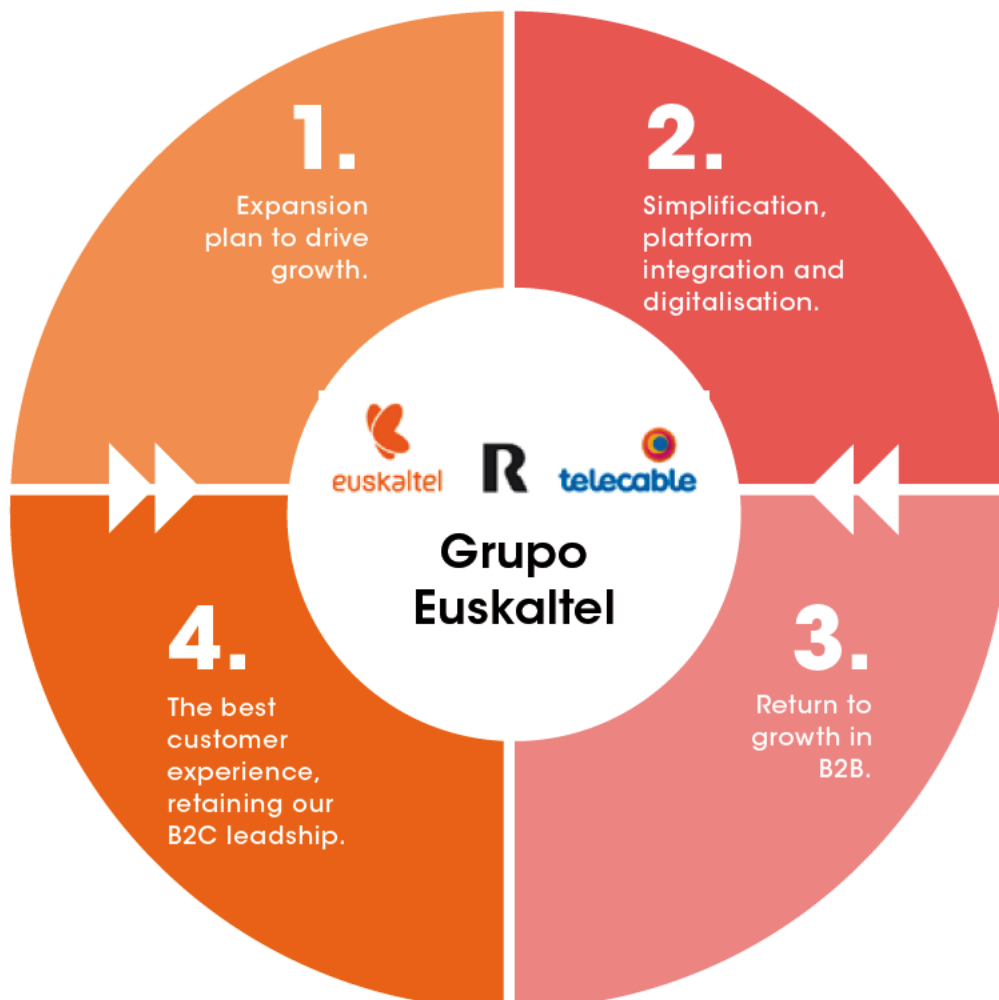 1.
Expansion
plan to drive
growth.
2.
Simplification,
platform
integration and
digitalisation.
euskaltel
R
telecable
Grupo
Euskaltel
4.
The best
customer
experience,
retaining our
B2C leadship.
3.
Return to
growth in
B2B.